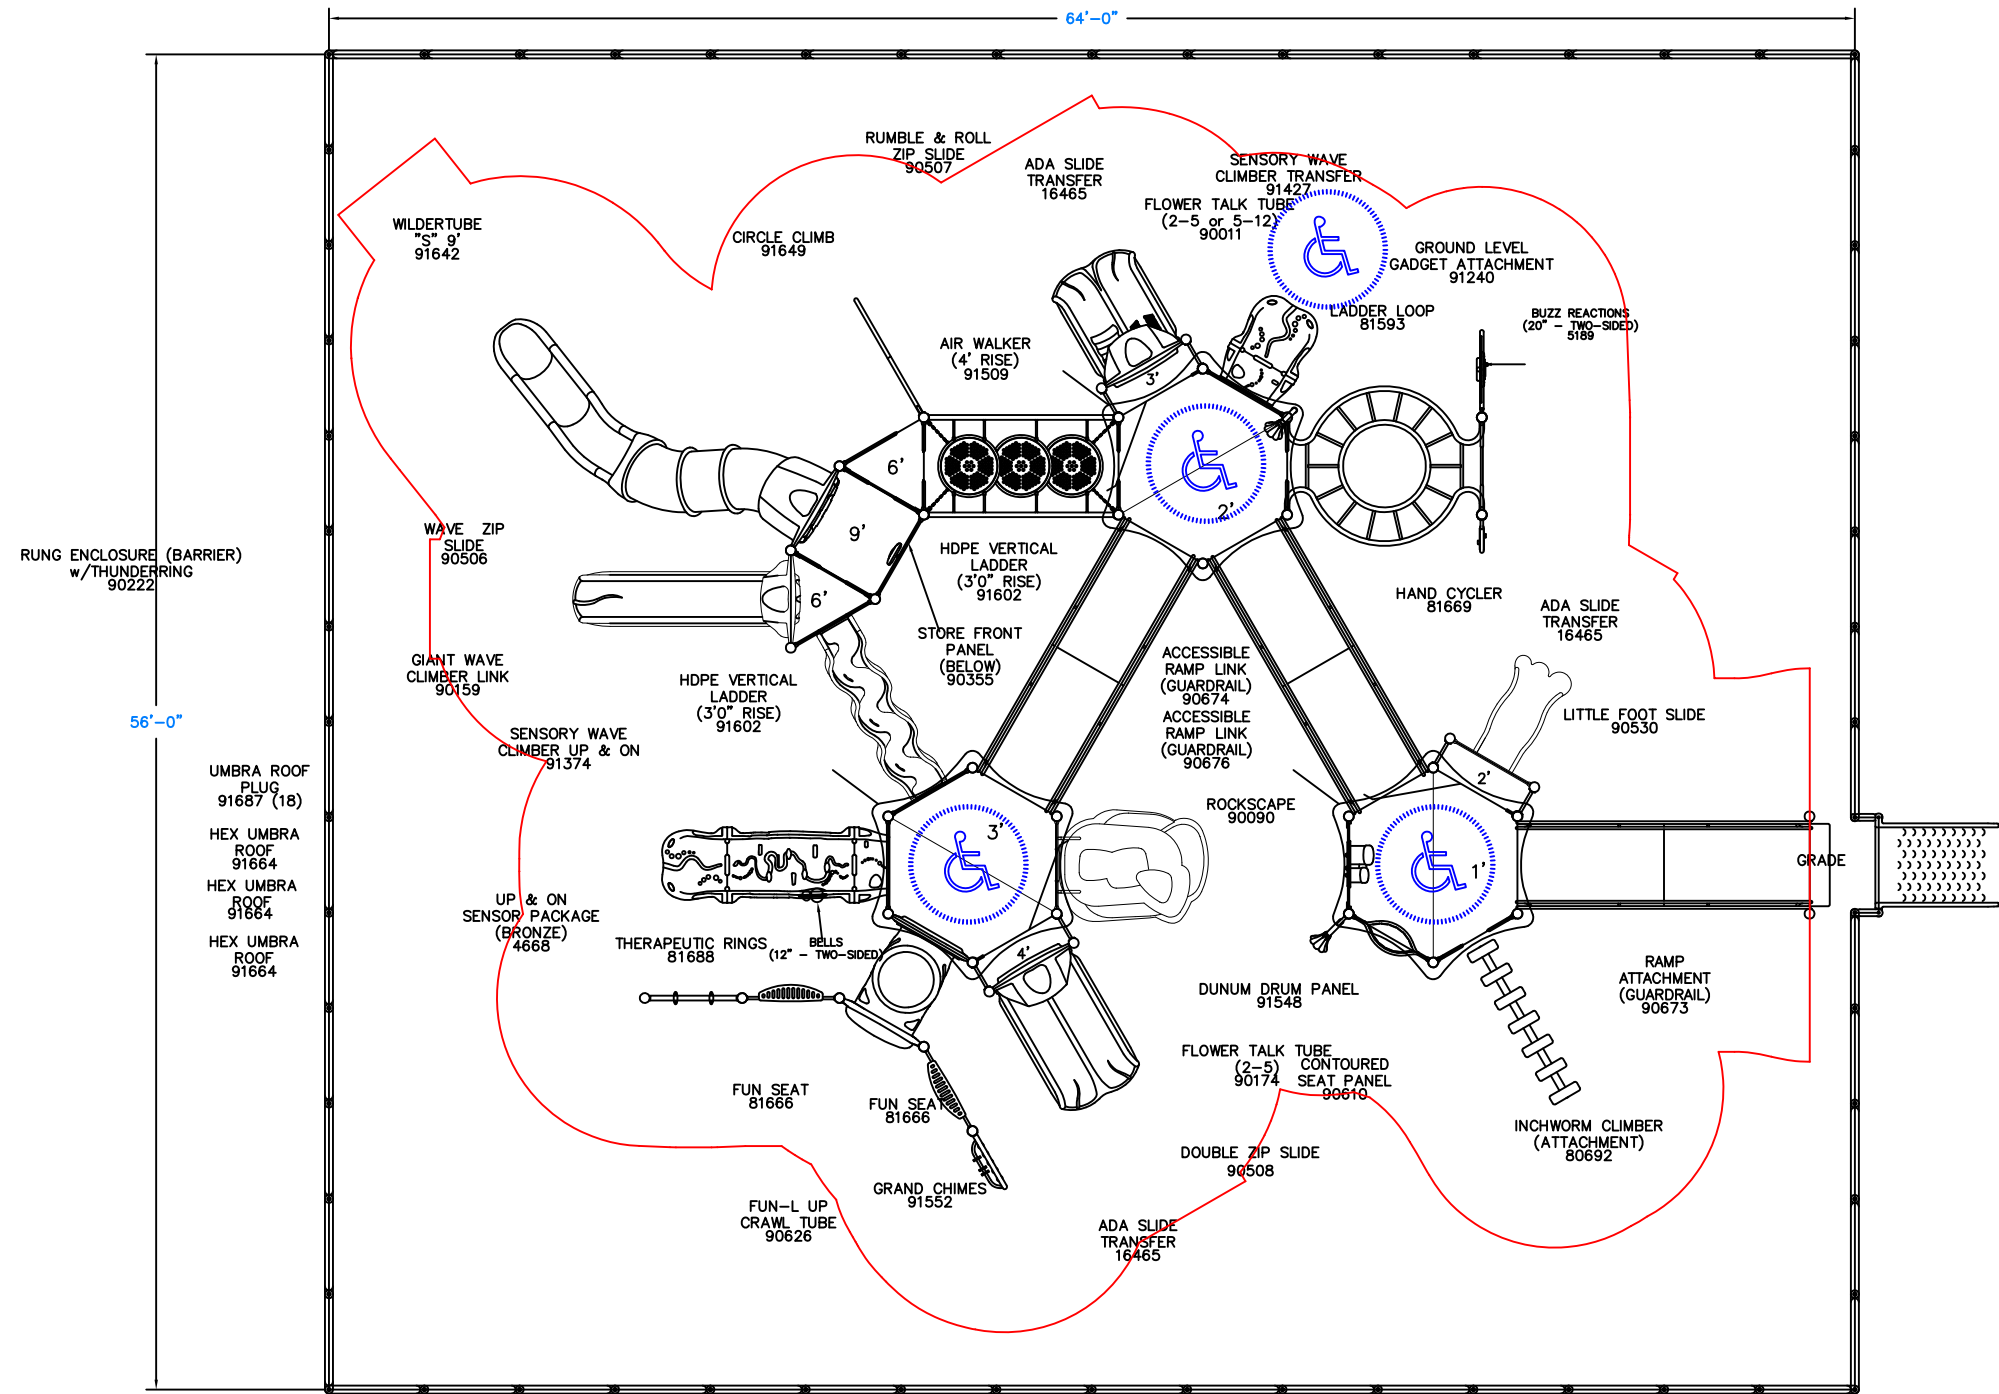 64'-0"
RUMBLE & ROLL
ZIP SLIDE
90507
ADA SLIDE
TRANSFER
16465
SENSORY WAVE
CLIMBER TRANSFER
91427
FLOWER TALK TUBE
(2-5 or 5-12)
90011
WILDERTUBE
"S" 9'
91642
CIRCLE CLIMB
91649
GROUND LEVEL
GADGET ATTACHMENT
91240
LADDER LOOP
81593
BUZZ REACTIONS
(20" - TWO-SIDED)
5189
AIR WALKER
(4' RISE)
91509
3'
6'
2'
9'
6'
WAVE ZIP
SLIDE
90506
RUNG ENCLOSURE (BARRIER)
w/THUNDERRING
90222
HDPE VERTICAL
LADDER
(3'0" RISE)
91602
HAND CYCLER
81669
ADA SLIDE
TRANSFER
16465
STORE FRONT
PANEL
(BELOW)
90355
GIANT WAVE
CLIMBER LINK
90159
HDPE VERTICAL
LADDER
(3'0" RISE)
91602
ACCESSIBLE
RAMP LINK
(GUARDRAIL)
90674
ACCESSIBLE
RAMP LINK
(GUARDRAIL)
90676
LITTLE FOOT SLIDE
90530
56'-0"
SENSORY WAVE
CLIMBER UP & ON
91374
UMBRA ROOF
PLUG
91687 (18)
2'
ROCKSCAPE
90090
HEX UMBRA
ROOF
91664
3'
1'
GRADE
HEX UMBRA
ROOF
91664
UP & ON
SENSOR PACKAGE
(BRONZE)
4668
HEX UMBRA
ROOF
91664
THERAPEUTIC RINGS
81688
BELLS
(12" - TWO-SIDED)
4'
DUNUM DRUM PANEL
91548
RAMP
ATTACHMENT
(GUARDRAIL)
90673
FLOWER TALK TUBE
(2-5)
90174
CONTOURED
SEAT PANEL
90610
FUN SEAT
81666
FUN SEAT
81666
INCHWORM CLIMBER
(ATTACHMENT)
80692
DOUBLE ZIP SLIDE
90508
GRAND CHIMES
91552
FUN-L UP
CRAWL TUBE
90626
ADA SLIDE
TRANSFER
16465